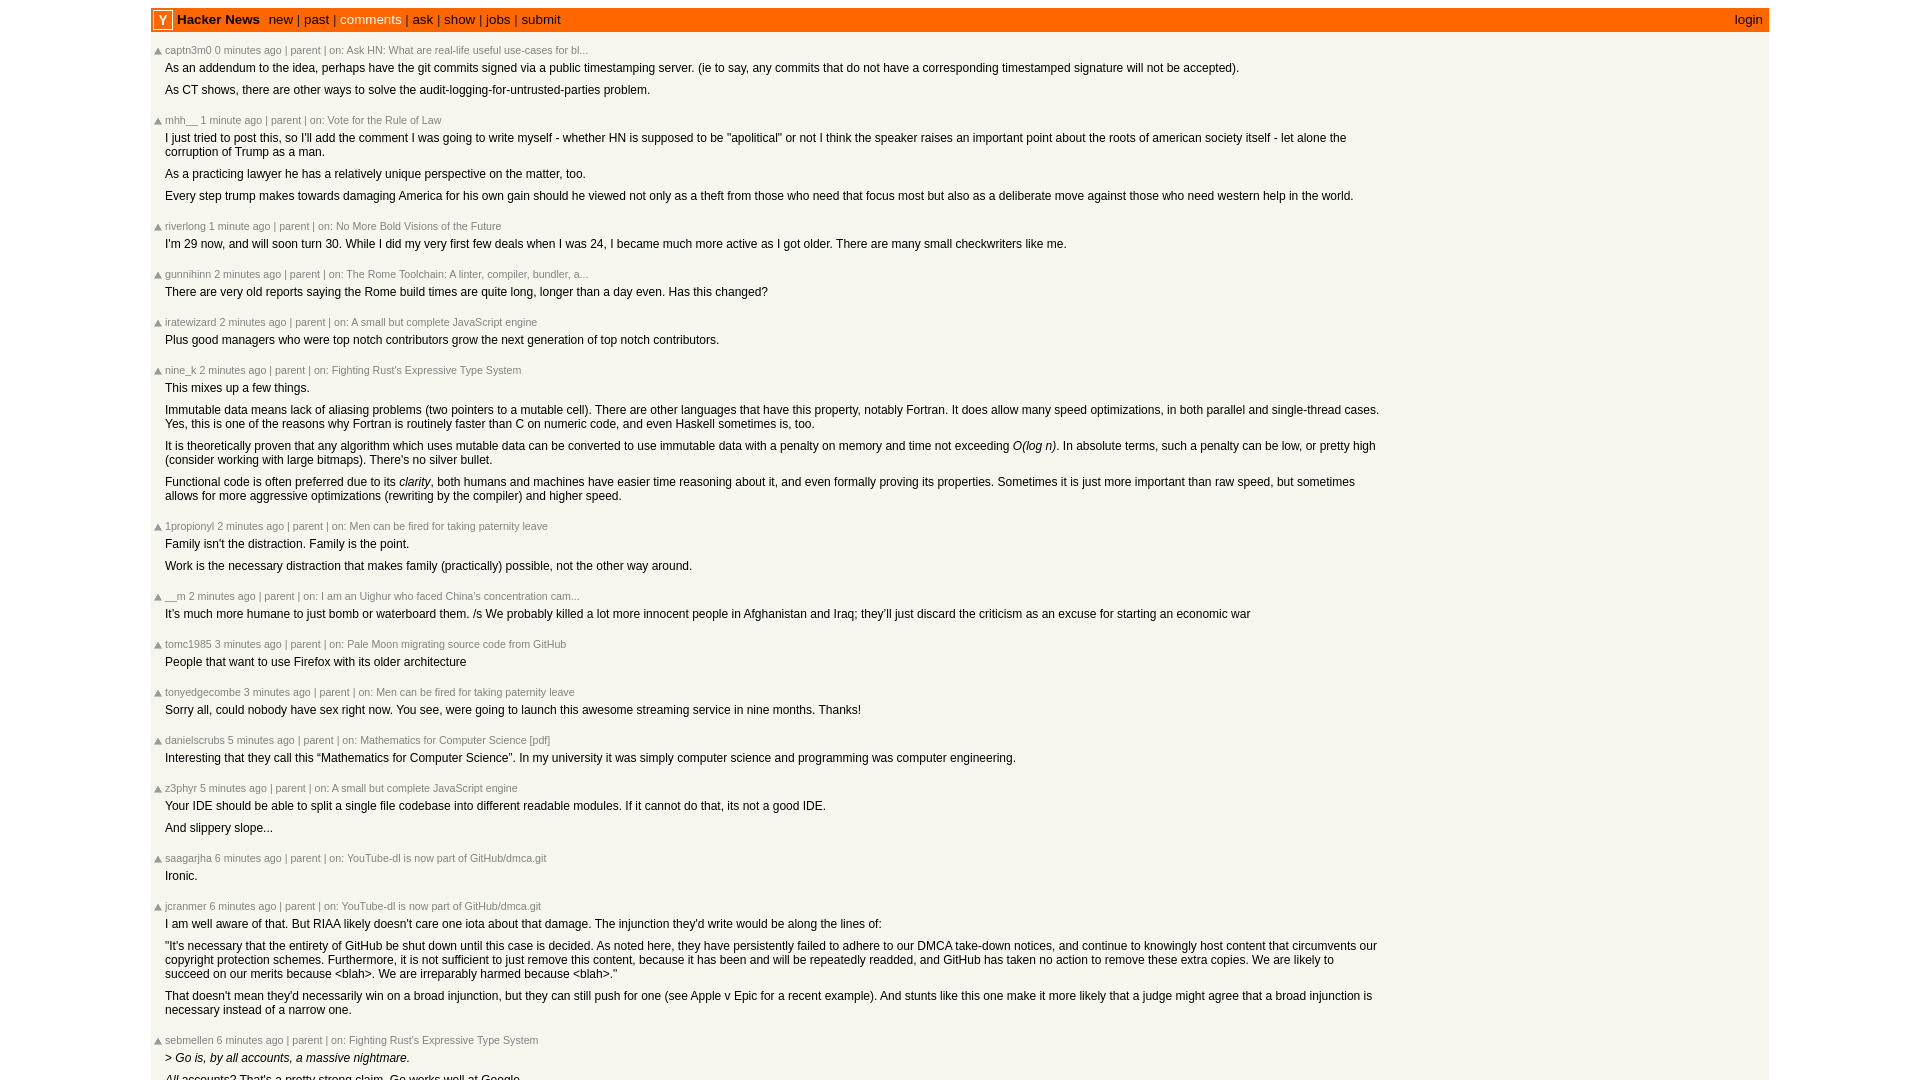 Y Hacker News new | past | comments | ask | show | jobs | submit login
captn3m0 0 minutes ago | parent | on: Ask HN: What are real-life useful use-cases for bl...
As an addendum to the idea, perhaps have the git commits signed via a public timestamping server. (ie to say, any commits that do not have a corresponding timestamped signature will not be accepted).
As CT shows, there are other ways to solve the audit-logging-for-untrusted-parties problem.
mhh__ 1 minute ago | parent | on: Vote for the Rule of Law
I just tried to post this, so I'll add the comment I was going to write myself - whether HN is supposed to be "apolitical" or not I think the speaker raises an important point about the roots of american society itself - let alone the
corruption of Trump as a man.
As a practicing lawyer he has a relatively unique perspective on the matter, too.
Every step trump makes towards damaging America for his own gain should he viewed not only as a theft from those who need that focus most but also as a deliberate move against those who need western help in the world.
riverlong 1 minute ago | parent | on: No More Bold Visions of the Future
I'm 29 now, and will soon turn 30. While I did my very first few deals when I was 24, I became much more active as I got older. There are many small checkwriters like me.
gunnihinn 2 minutes ago | parent | on: The Rome Toolchain: A linter, compiler, bundler, a...
There are very old reports saying the Rome build times are quite long, longer than a day even. Has this changed?
iratewizard 2 minutes ago | parent | on: A small but complete JavaScript engine
Plus good managers who were top notch contributors grow the next generation of top notch contributors.
nine_k 2 minutes ago | parent | on: Fighting Rust's Expressive Type System
This mixes up a few things.
Immutable data means lack of aliasing problems (two pointers to a mutable cell). There are other languages that have this property, notably Fortran. It does allow many speed optimizations, in both parallel and single-thread cases.
Yes, this is one of the reasons why Fortran is routinely faster than C on numeric code, and even Haskell sometimes is, too.
It is theoretically proven that any algorithm which uses mutable data can be converted to use immutable data with a penalty on memory and time not exceeding O(log n). In absolute terms, such a penalty can be low, or pretty high
(consider working with large bitmaps). There's no silver bullet.
Functional code is often preferred due to its clarity, both humans and machines have easier time reasoning about it, and even formally proving its properties. Sometimes it is just more important than raw speed, but sometimes
allows for more aggressive optimizations (rewriting by the compiler) and higher speed.
1propionyl 2 minutes ago | parent | on: Men can be fired for taking paternity leave
Family isn't the distraction. Family is the point.
Work is the necessary distraction that makes family (practically) possible, not the other way around.
__m 2 minutes ago | parent | on: I am an Uighur who faced China's concentration cam...
It’s much more humane to just bomb or waterboard them. /s We probably killed a lot more innocent people in Afghanistan and Iraq; they’ll just discard the criticism as an excuse for starting an economic war
tomc1985 3 minutes ago | parent | on: Pale Moon migrating source code from GitHub
People that want to use Firefox with its older architecture
tonyedgecombe 3 minutes ago | parent | on: Men can be fired for taking paternity leave
Sorry all, could nobody have sex right now. You see, were going to launch this awesome streaming service in nine months. Thanks!
danielscrubs 5 minutes ago | parent | on: Mathematics for Computer Science [pdf]
Interesting that they call this “Mathematics for Computer Science”. In my university it was simply computer science and programming was computer engineering.
z3phyr 5 minutes ago | parent | on: A small but complete JavaScript engine
Your IDE should be able to split a single file codebase into different readable modules. If it cannot do that, its not a good IDE.
And slippery slope...
saagarjha 6 minutes ago | parent | on: YouTube-dl is now part of GitHub/dmca.git
Ironic.
jcranmer 6 minutes ago | parent | on: YouTube-dl is now part of GitHub/dmca.git
I am well aware of that. But RIAA likely doesn't care one iota about that damage. The injunction they'd write would be along the lines of:
"It's necessary that the entirety of GitHub be shut down until this case is decided. As noted here, they have persistently failed to adhere to our DMCA take-down notices, and continue to knowingly host content that circumvents our
copyright protection schemes. Furthermore, it is not sufficient to just remove this content, because it has been and will be repeatedly readded, and GitHub has taken no action to remove these extra copies. We are likely to
succeed on our merits because <blah>. We are irreparably harmed because <blah>."
That doesn't mean they'd necessarily win on a broad injunction, but they can still push for one (see Apple v Epic for a recent example). And stunts like this one make it more likely that a judge might agree that a broad injunction is
necessary instead of a narrow one.
sebmellen 6 minutes ago | parent | on: Fighting Rust's Expressive Type System
> Go is, by all accounts, a massive nightmare.
All accounts? That's a pretty strong claim. Go works well at Google.